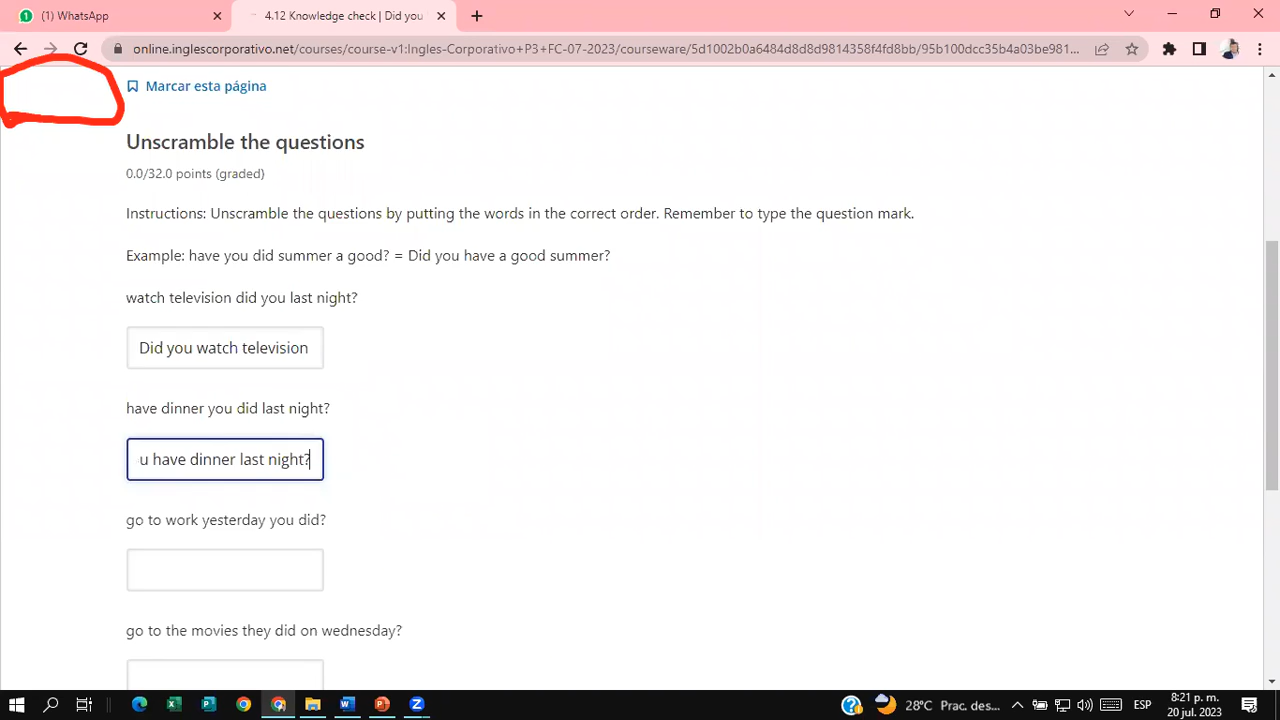 (1) WhatsApp
4.12 Knowledge check | Did you
online.inglescorporativo.net/courses/course-v1:Ingles-Corporativo+P3+FC-07-2023/courseware/
Marcar esta página
Unscramble the questions
0.0/32.0 points (graded)
Instructions: Unscramble the questions by putting the words in the correct order. Remember to type the question mark.
Example: have you did summer a good? = Did you have a good summer?
watch television did you last night?
Did you watch television
have dinner you did last night?
u have dinner last night?
go to work yesterday you did?
go to the movies they did on wednesday?
28°C Prac. des...
ESP
8:21 p. m.
20 jul. 2023